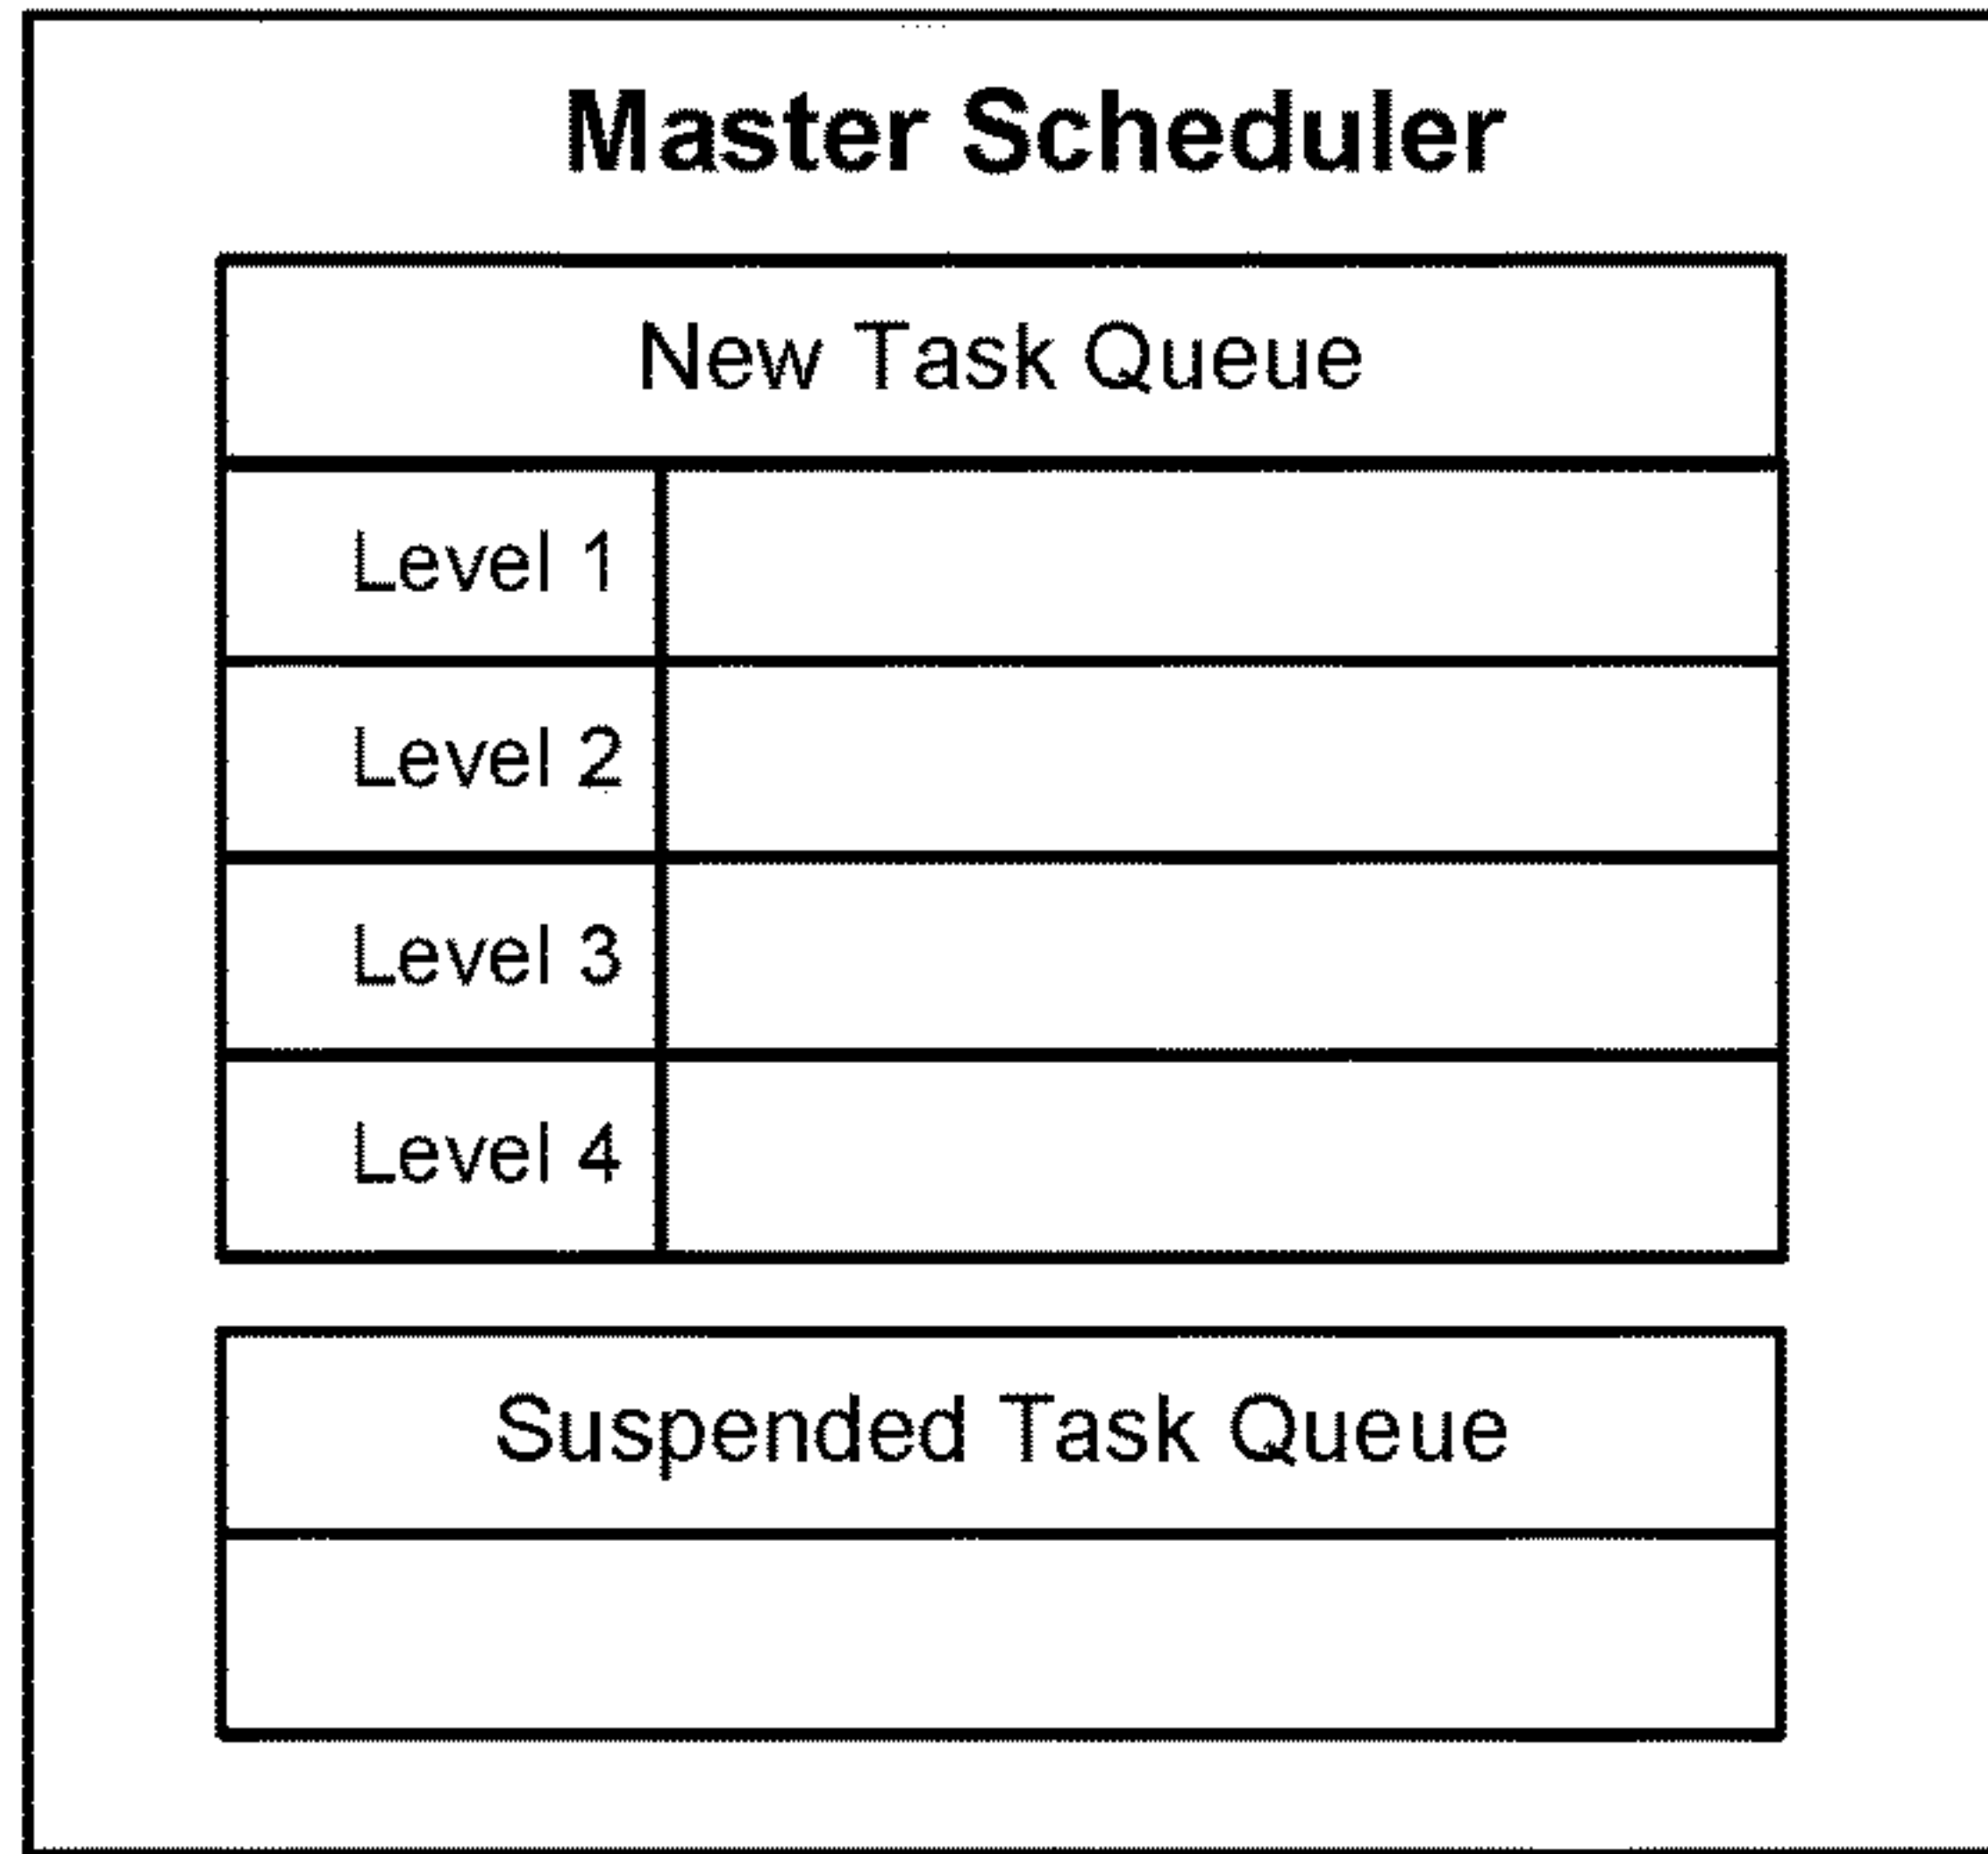 Master Scheduler
New Task Queue
Level 1
Level 2
Level 3
Level 4
Suspended Task Queue